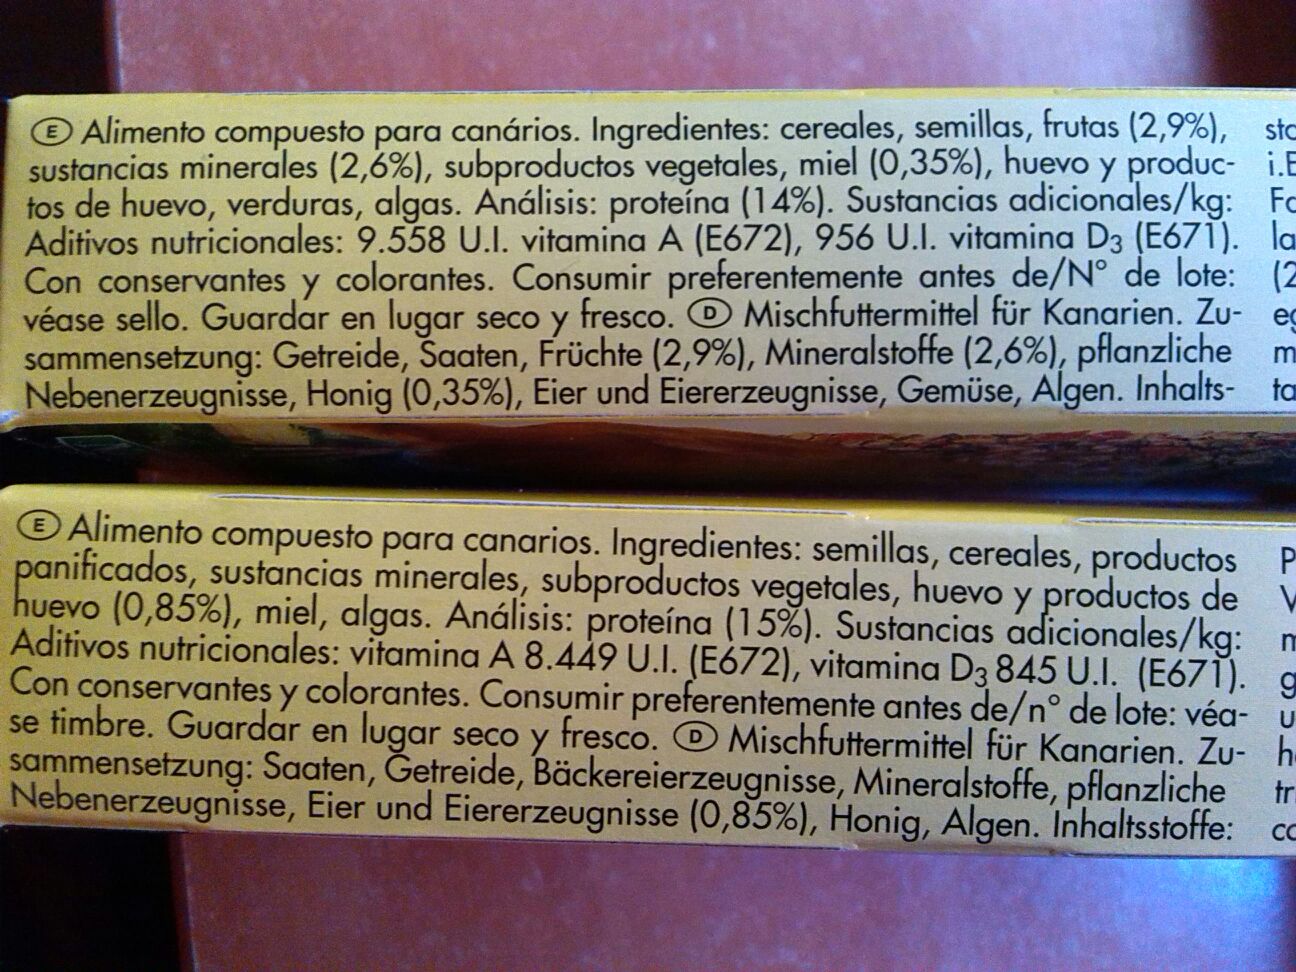 E Alimento compuesto para canários. Ingredientes: cereales, semillas, frutas (2,9%),
sustancias minerales (2,6%), subproductos vegetales, miel (0,35%), huevo y produc-
tos de huevo, verduras, algas. Análisis: proteína (14%). Sustancias adicionales/kg:
Aditivos nutricionales: 9.558 U.I. vitamina A (E672), 956 U.I. vitamina D3 (E671).
Con conservantes y colorantes. Consumir preferentemente antes de/N° de lote:
véase sello. Guardar en lugar seco y fresco. D Mischfuttermittel für Kanarien. Zu-
sammensetzung: Getreide, Saaten, Früchte (2,9%), Mineralstoffe (2,6%), pflanzliche
Nebenerzeugnisse, Honig (0,35%), Eier und Eiererzeugnisse, Gemüse, Algen. Inhalts-
E Alimento compuesto para canarios. Ingredientes: semillas, cereales, productos
panificados, sustancias minerales, subproductos vegetales, huevo y productos de
huevo (0,85%), miel, algas. Análisis: proteína (15%). Sustancias adicionales/kg:
Aditivos nutricionales: vitamina A 8.449 U.I. (E672), vitamina D3 845 U.I. (E671).
Con conservantes y colorantes. Consumir preferentemente antes de/n° de lote: véa-
se timbre. Guardar en lugar seco y fresco. D Mischfuttermittel für Kanarien. Zu-
sammensetzung: Saaten, Getreide, Bäckereierzeugnisse, Mineralstoffe, pflanzliche
Nebenerzeugnisse, Eier und Eiererzeugnisse (0,85%), Honig, Algen. Inhaltsstoffe: